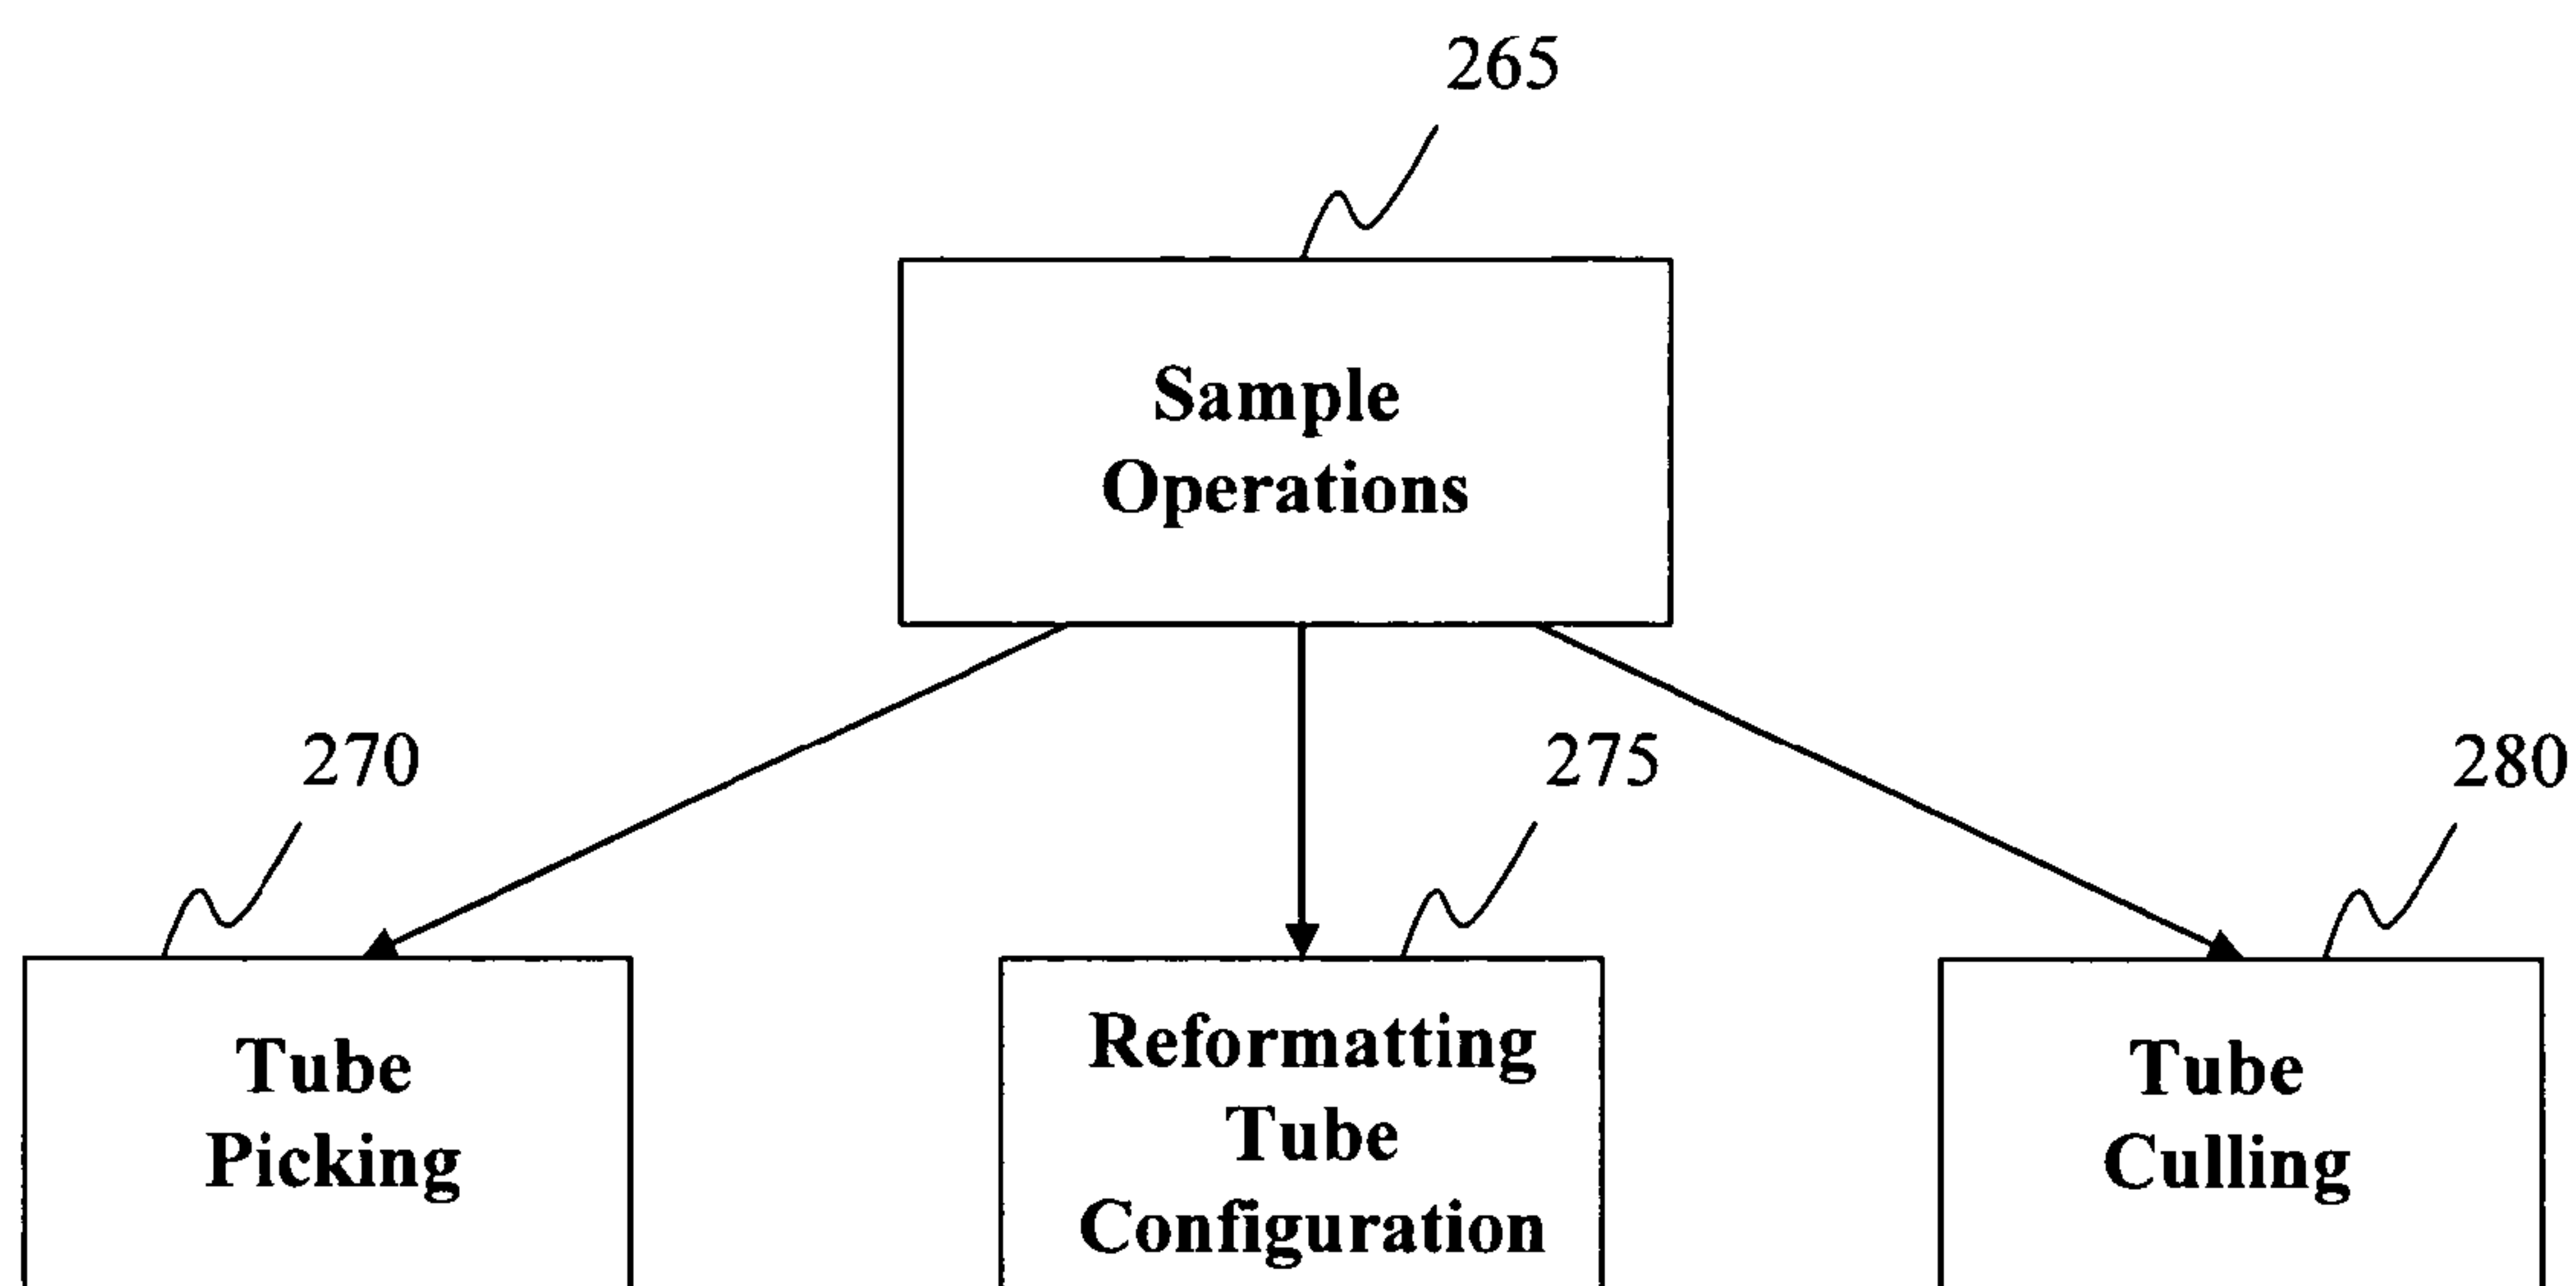 265
Sample
Operations
270
275
280
Tube
Picking
Reformatting
Tube
Configuration
Tube
Culling